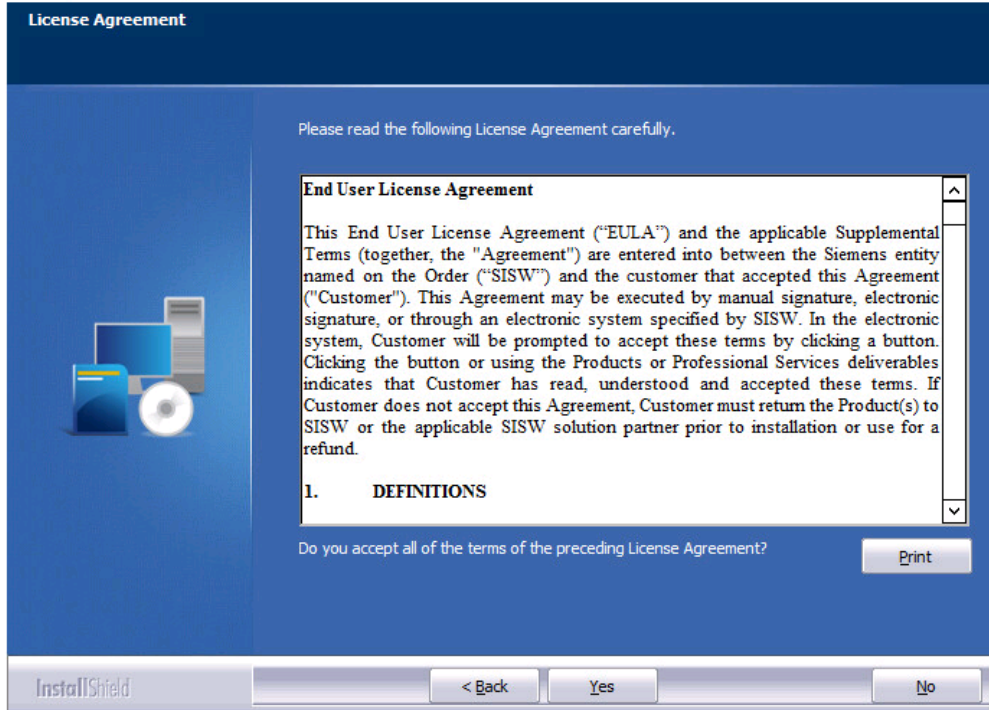 License Agreement
Please read the following License Agreement carefully.
End User License Agreement
This End User License Agreement (“EULA”) and the applicable Supplemental
Terms (together, the "Agreement") are entered into between the Siemens entity
named on the Order (“SISW”) and the customer that accepted this Agreement
("Customer"). This Agreement may be executed by manual signature, electronic
signature, or through an electronic system specified by SISW. In the electronic
system, Customer will be prompted to accept these terms by clicking a button.
Clicking the button or using the Products or Professional Services deliverables
indicates that Customer has read, understood and accepted these terms. If
Customer does not accept this Agreement, Customer must return the Product(s) to
SISW or the applicable SISW solution partner prior to installation or use for a
refund.
1. DEFINITIONS
Do you accept all of the terms of the preceding License Agreement?
Print
InstallShield
< Back
Yes
No